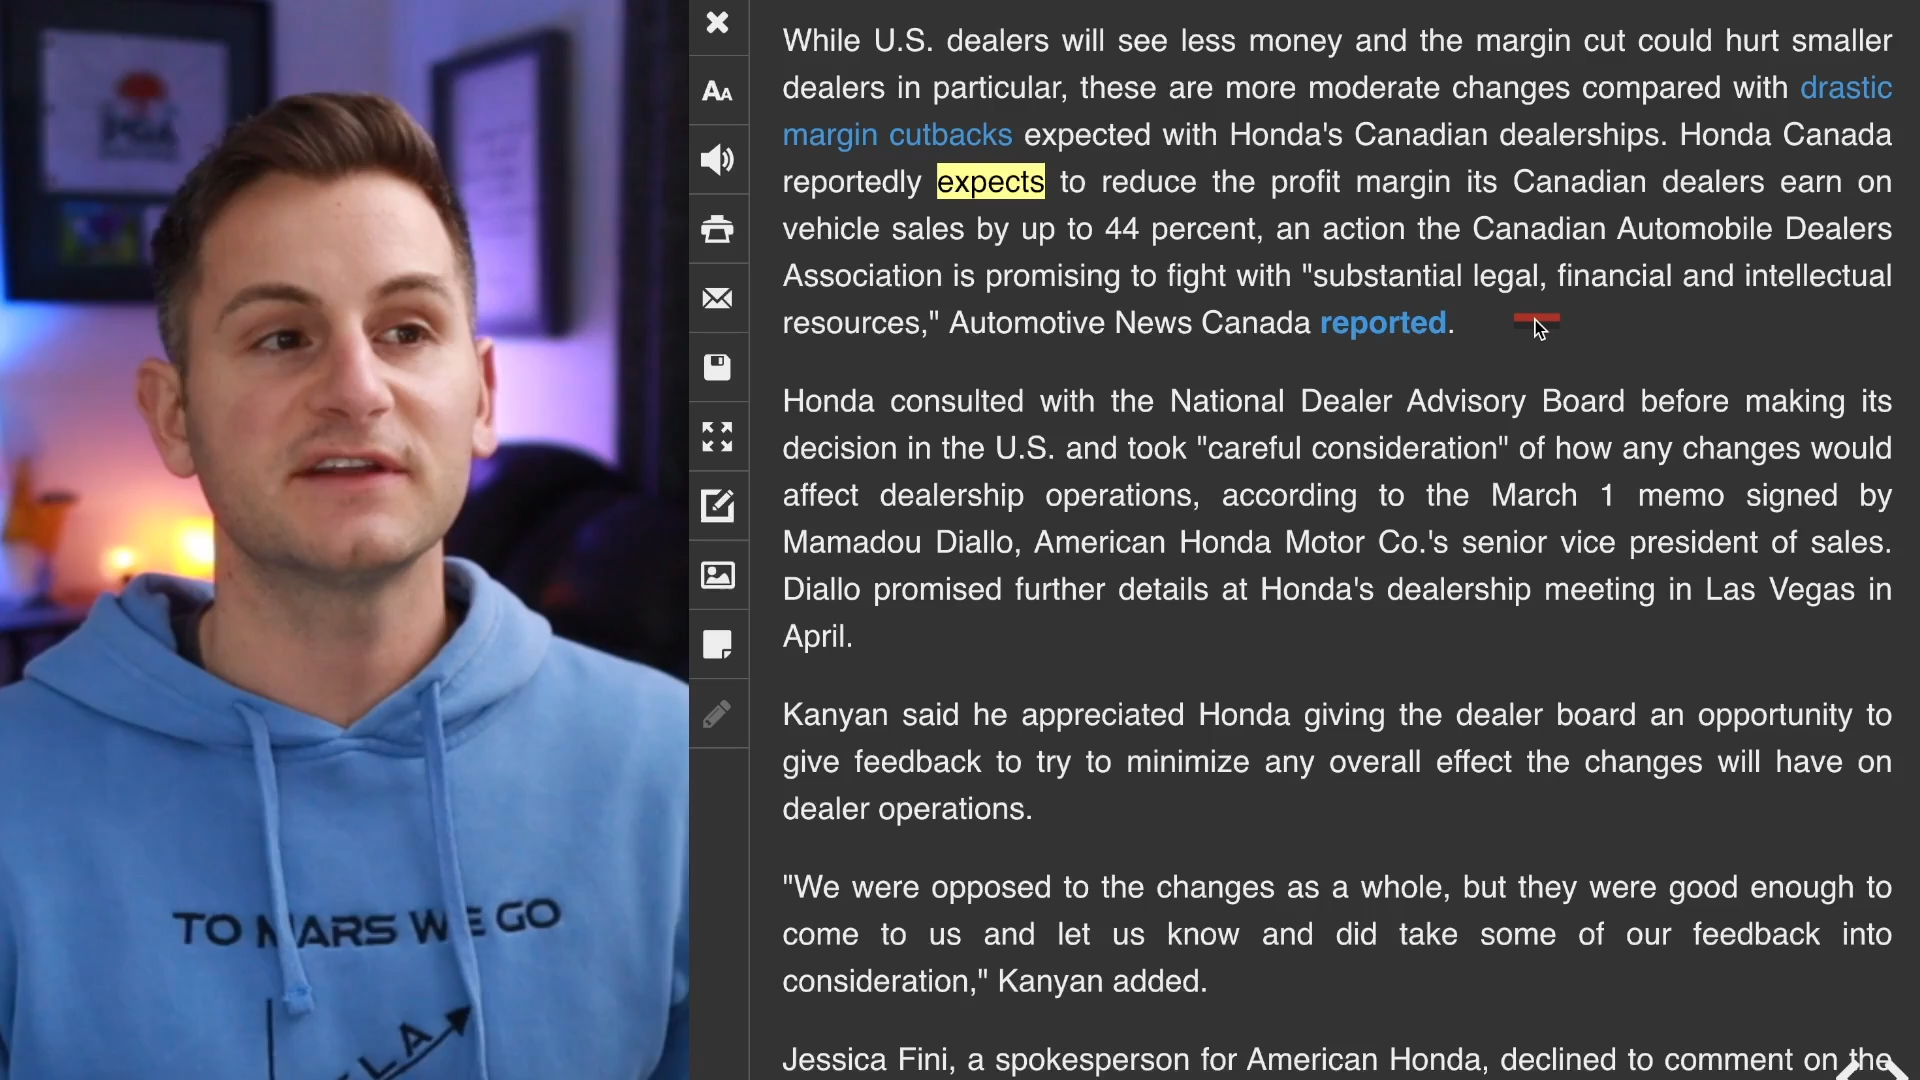 PGA
TO MARS WE GO
While U.S. dealers will see less money and the margin cut could hurt smaller
dealers in particular, these are more moderate changes compared with drastic
margin cutbacks expected with Honda's Canadian dealerships. Honda Canada
reportedly expects to reduce the profit margin its Canadian dealers earn on
vehicle sales by up to 44 percent, an action the Canadian Automobile Dealers
Association is promising to fight with "substantial legal, financial and intellectual
resources," Automotive News Canada reported.
Honda consulted with the National Dealer Advisory Board before making its
decision in the U.S. and took "careful consideration" of how any changes would
affect dealership operations, according to the March 1 memo signed by
Mamadou Diallo, American Honda Motor Co.'s senior vice president of sales.
Diallo promised further details at Honda's dealership meeting in Las Vegas in
April.
Kanyan said he appreciated Honda giving the dealer board an opportunity to
give feedback to try to minimize any overall effect the changes will have on
dealer operations.
"We were opposed to the changes as a whole, but they were good enough to
come to us and let us know and did take some of our feedback into
consideration," Kanyan added.
Jessica Fini, a spokesperson for American Honda, declined to comment on the